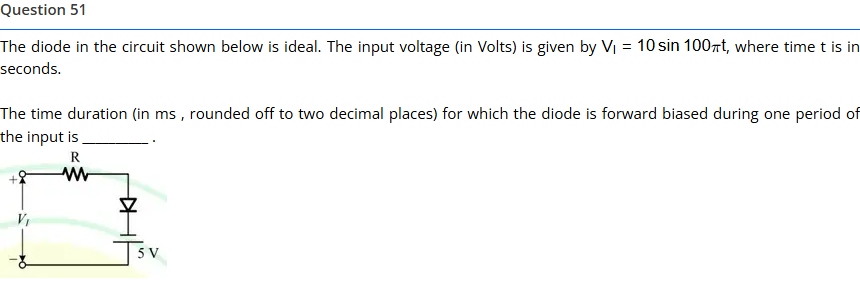 Question 51
The diode in the circuit shown below is ideal. The input voltage (in Volts) is given by V_I = 10 sin 100πt, where time t is in
seconds.
The time duration (in ms , rounded off to two decimal places) for which the diode is forward biased during one period of
the input is ________ .
R
+
V_I
5 V
−